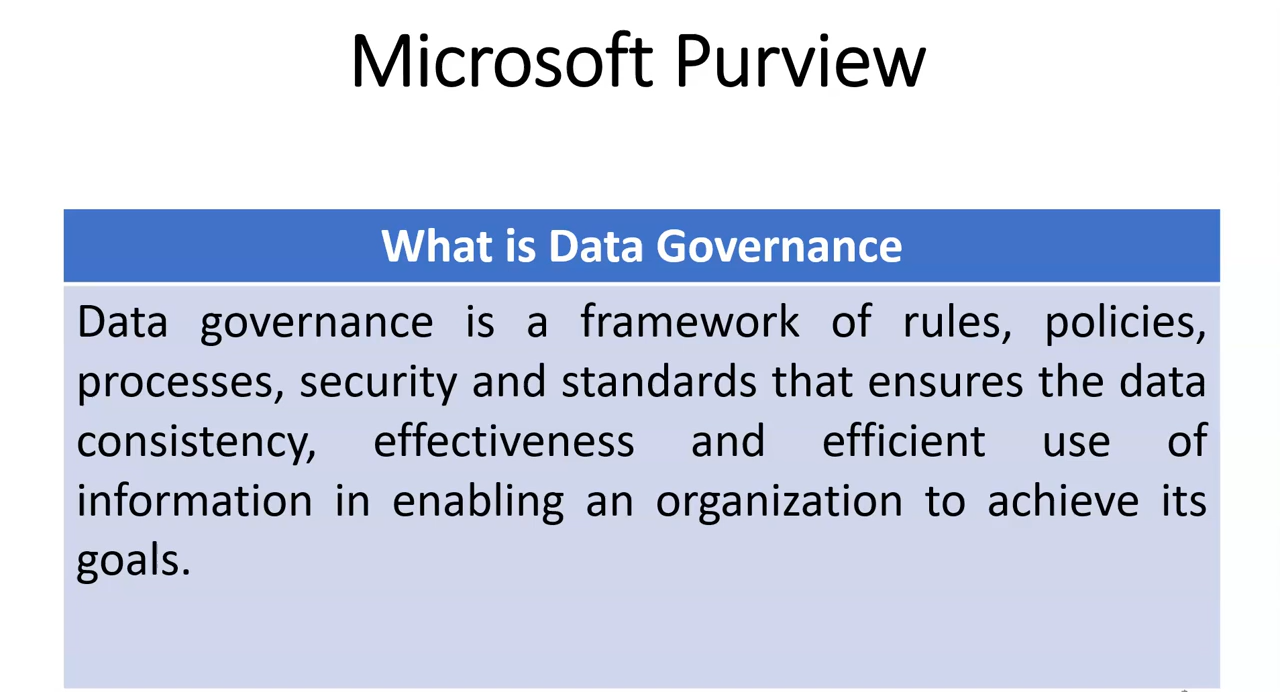 Microsoft Purview
What is Data Governance
Data governance is a framework of rules, policies,
processes, security and standards that ensures the data
consistency, effectiveness and efficient use of
information in enabling an organization to achieve its
goals.